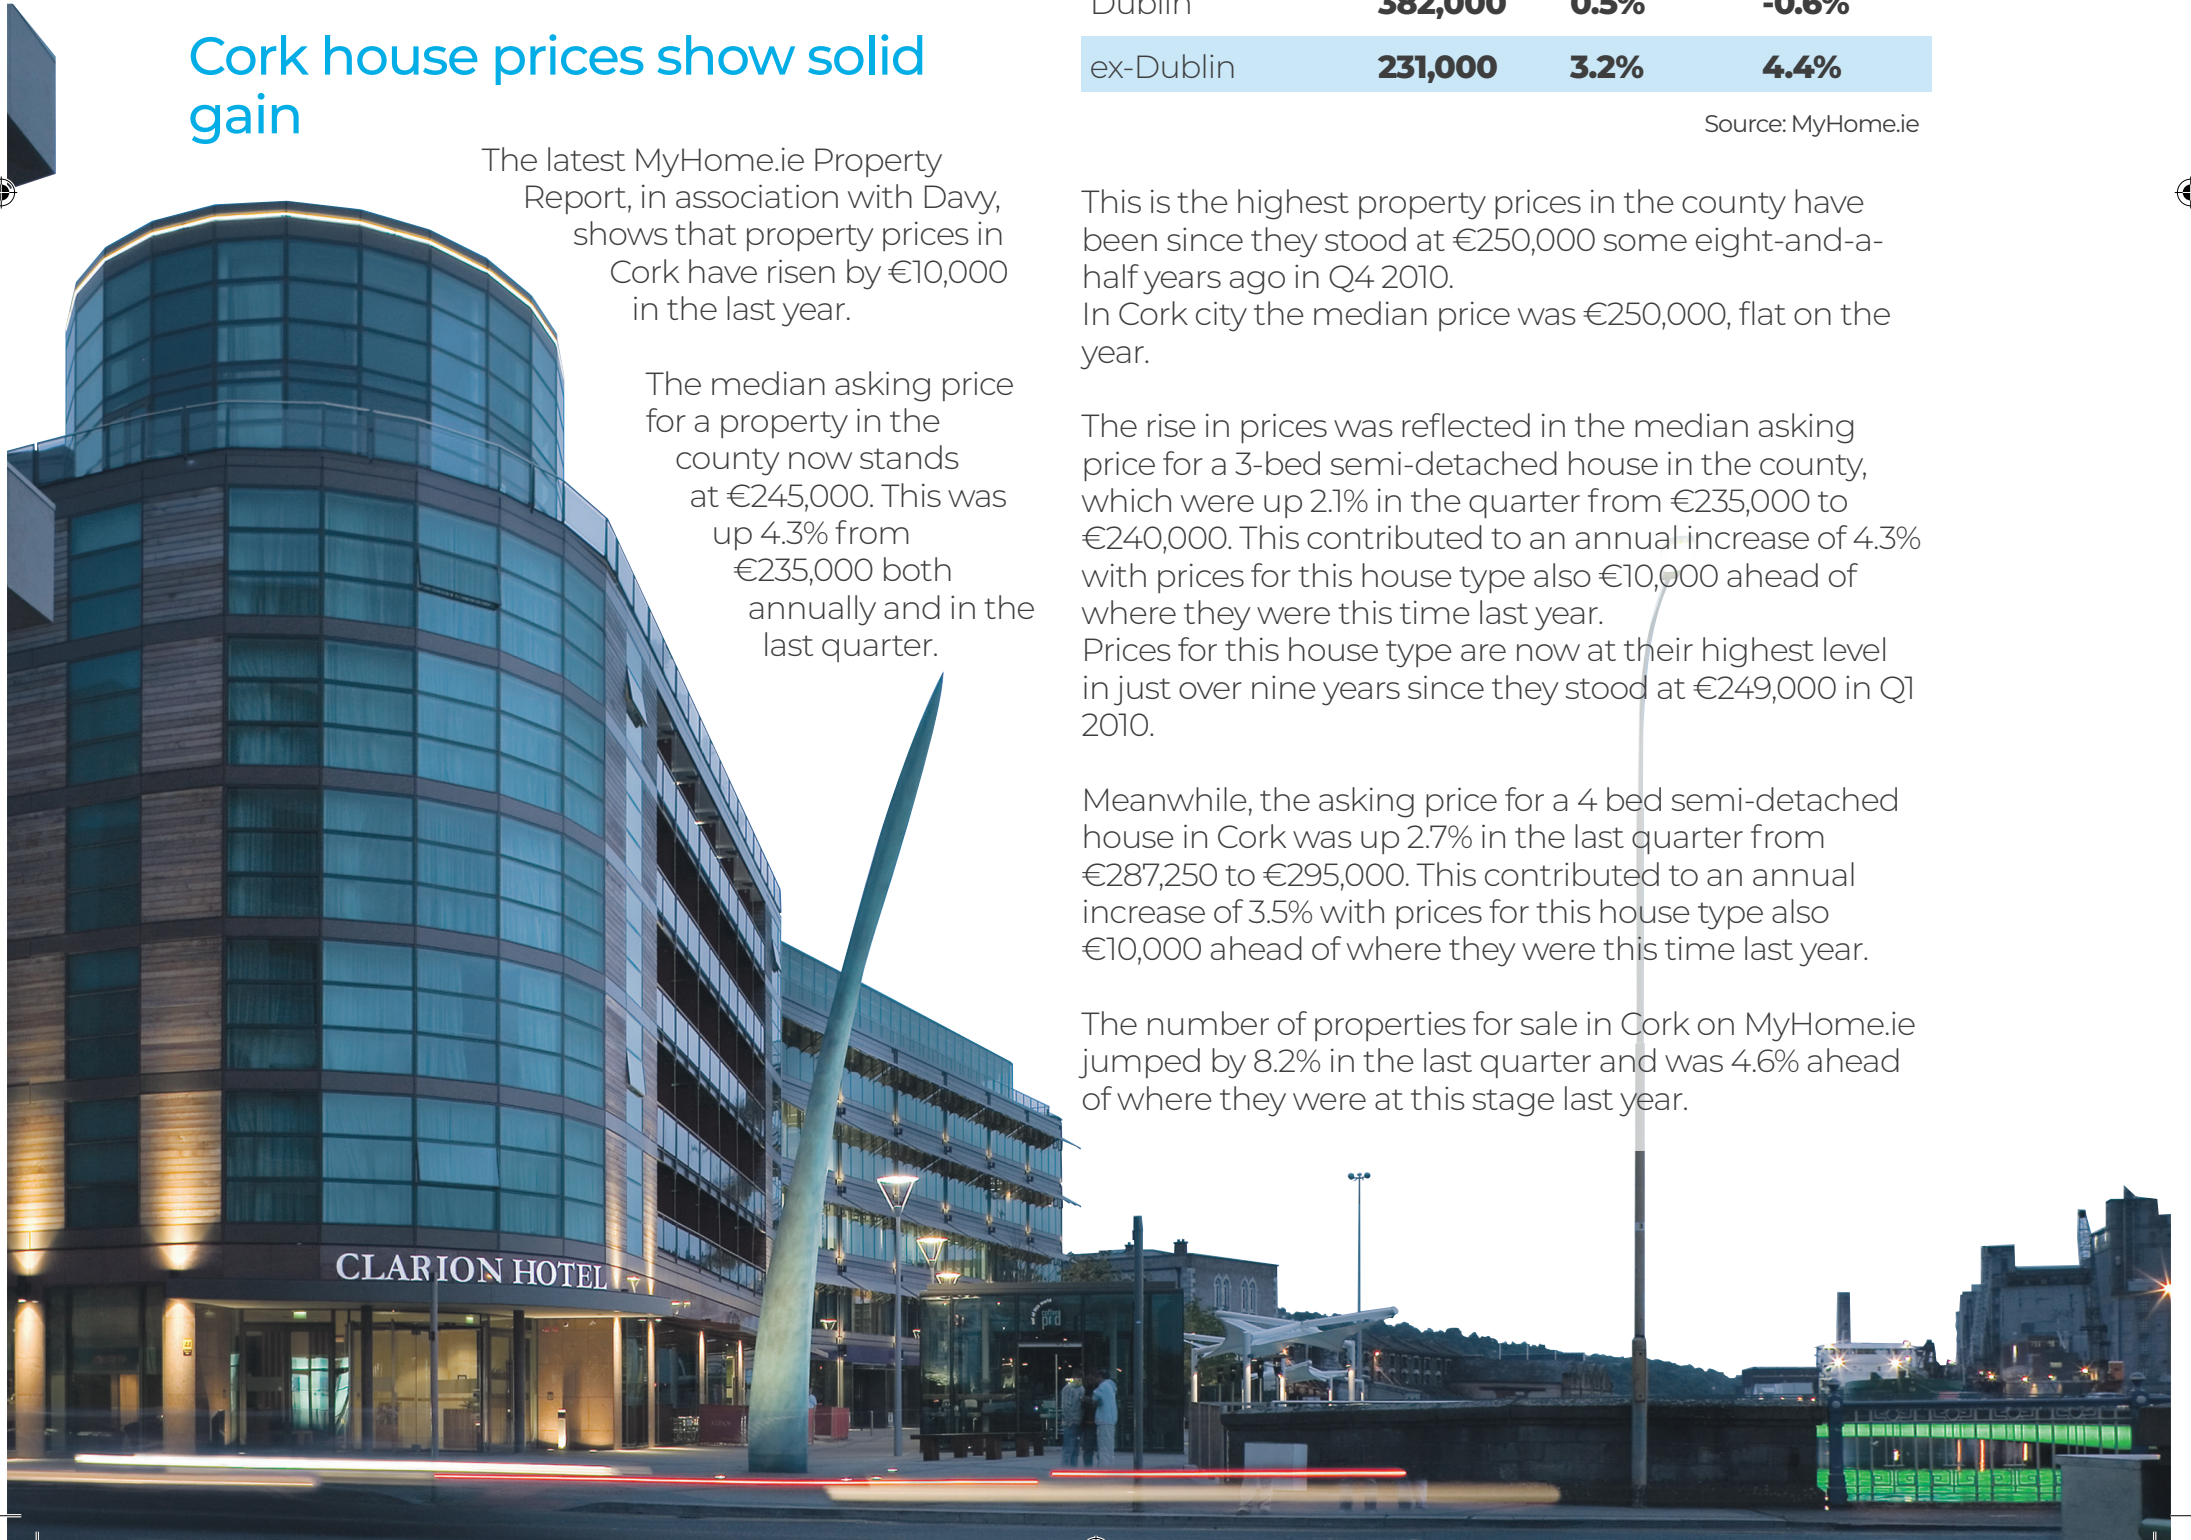 Cork house prices show solid
gain
The latest MyHome.ie Property
Report, in association with Davy,
shows that property prices in
Cork have risen by €10,000
in the last year.
The median asking price
for a property in the
county now stands
at €245,000. This was
up 4.3% from
€235,000 both
annually and in the
last quarter.
Dublin 382,000 0.5% -0.6%
ex-Dublin 231,000 3.2% 4.4%
Source: MyHome.ie
This is the highest property prices in the county have
been since they stood at €250,000 some eight-and-a-
half years ago in Q4 2010.
In Cork city the median price was €250,000, flat on the
year.
The rise in prices was reflected in the median asking
price for a 3-bed semi-detached house in the county,
which were up 2.1% in the quarter from €235,000 to
€240,000. This contributed to an annual increase of 4.3%
with prices for this house type also €10,000 ahead of
where they were this time last year.
Prices for this house type are now at their highest level
in just over nine years since they stood at €249,000 in Q1
2010.
Meanwhile, the asking price for a 4 bed semi-detached
house in Cork was up 2.7% in the last quarter from
€287,250 to €295,000. This contributed to an annual
increase of 3.5% with prices for this house type also
€10,000 ahead of where they were this time last year.
The number of properties for sale in Cork on MyHome.ie
jumped by 8.2% in the last quarter and was 4.6% ahead
of where they were at this stage last year.
CLARION HOTEL